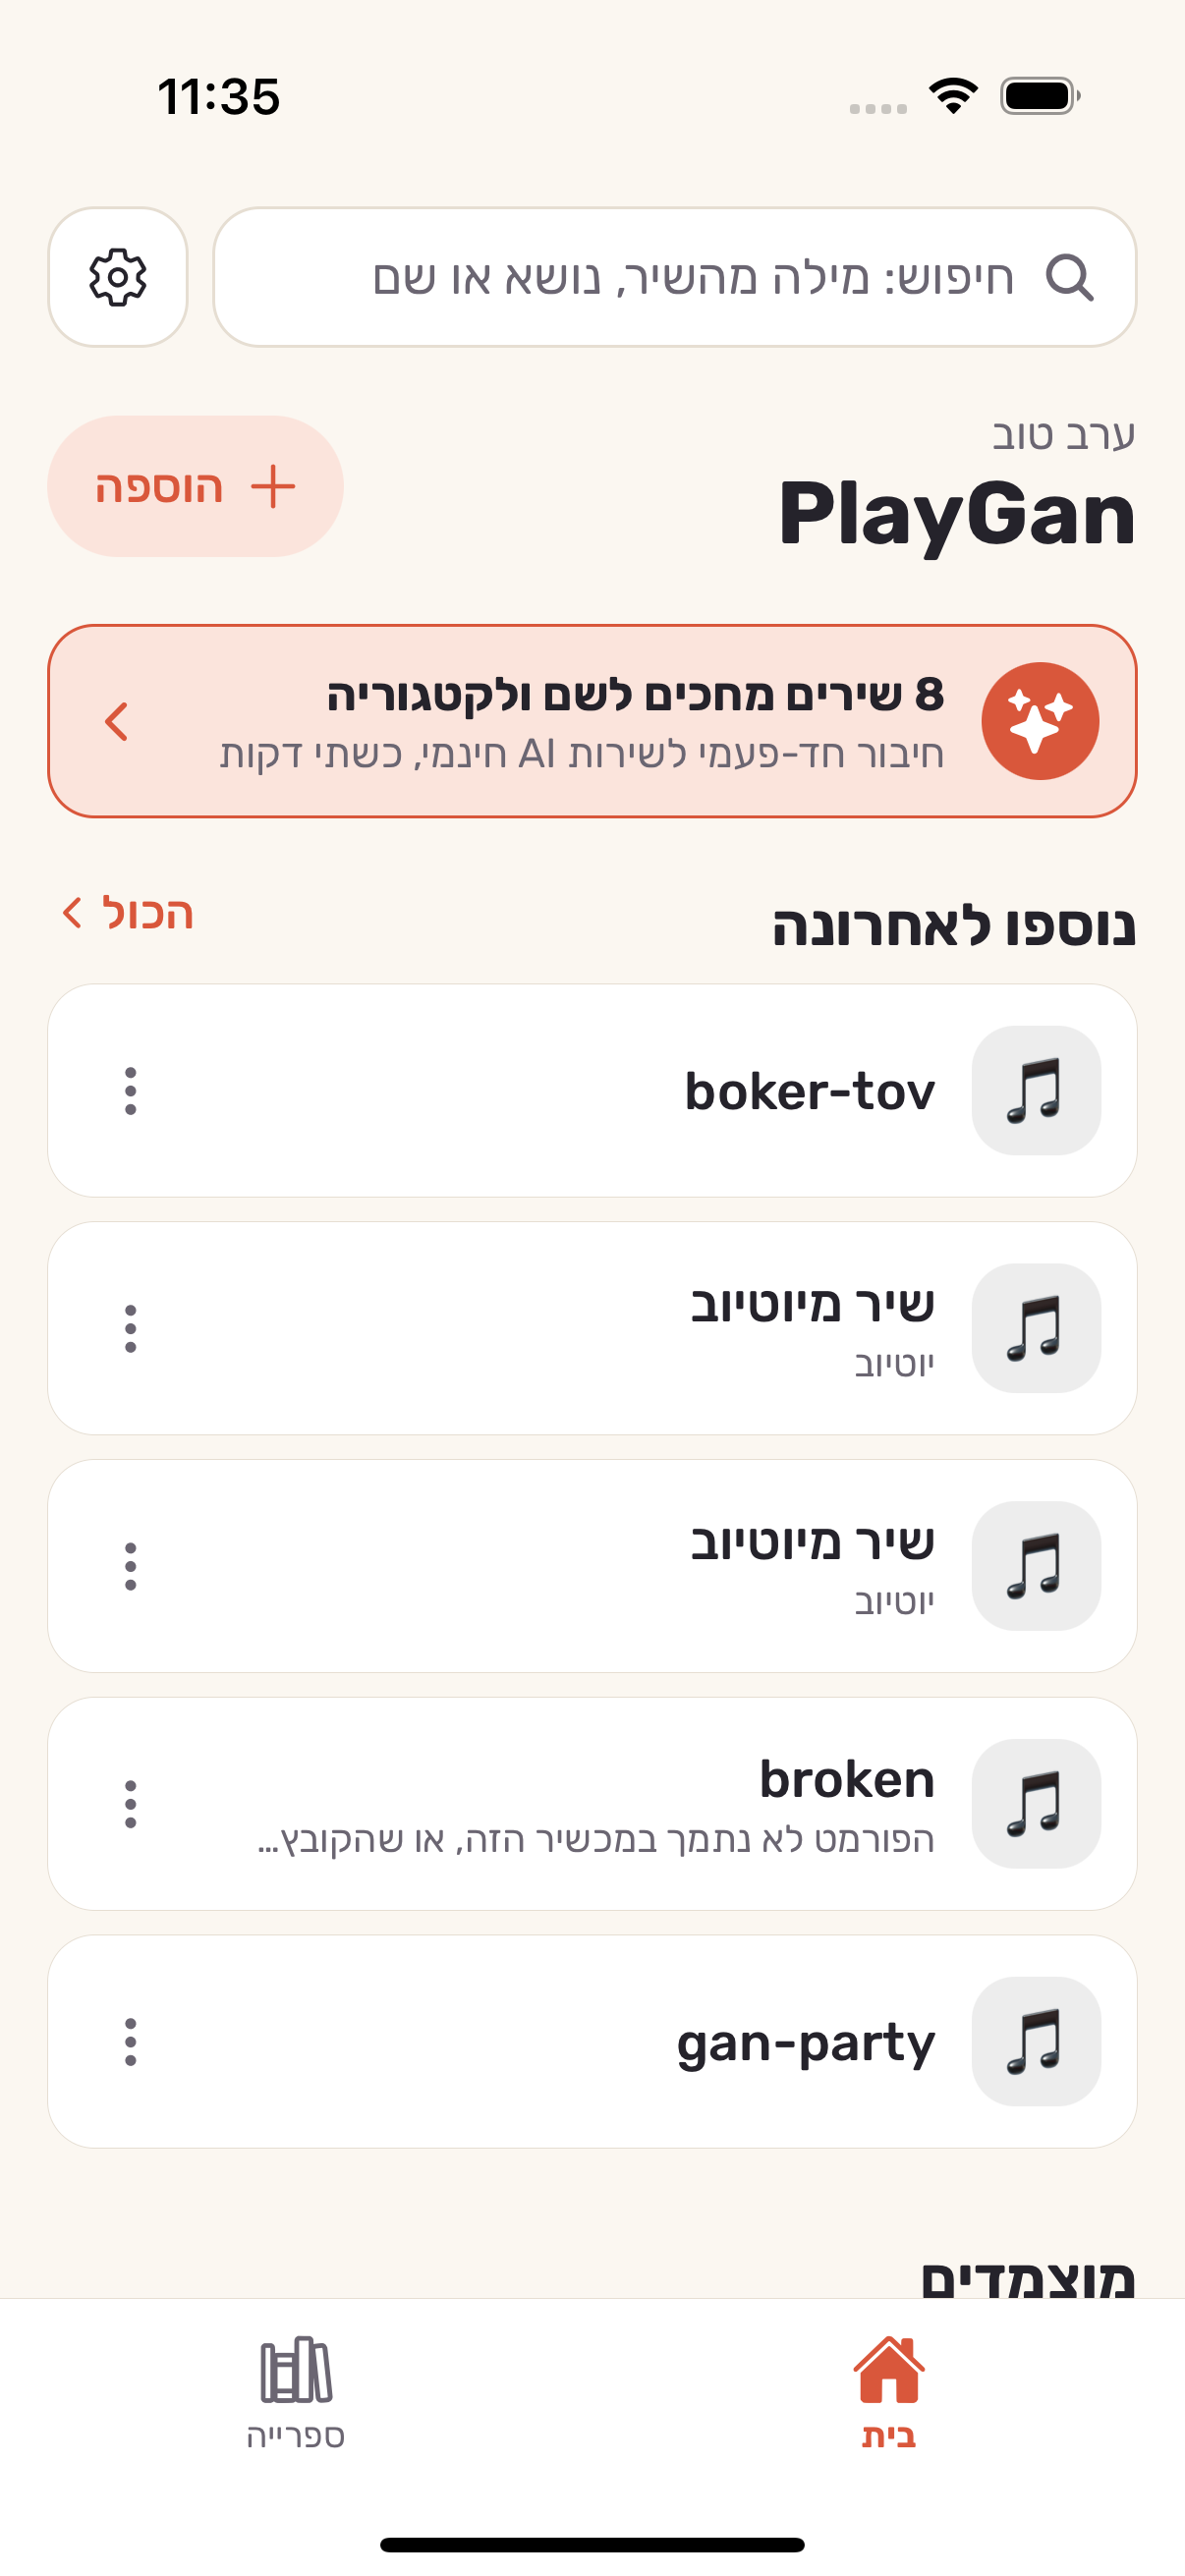 11:35
חיפוש: מילה מהשיר, נושא או שם
ערב טוב
PlayGan
הוספה
8 שירים מחכים לשם ולקטגוריה
חיבור חד-פעמי לשירות AI חינמי, כשתי דקות
נוספו לאחרונה
הכול
boker-tov
שיר מיוטיוב
יוטיוב
שיר מיוטיוב
יוטיוב
broken
הפורמט לא נתמך במכשיר הזה, או שהקובץ...
gan-party
מוצמדים
בית
ספרייה